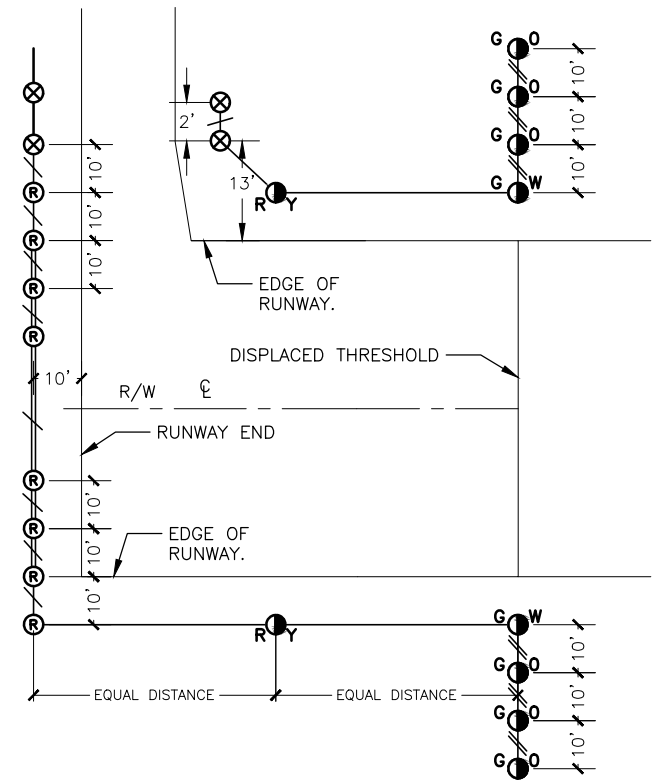 G O
10'
G O
10'
G O
10'
G W
2'
13'
R Y
10'
R
10'
R
10'
R
R
EDGE OF
RUNWAY.
DISPLACED THRESHOLD
10'
R/W ℄
RUNWAY END
R
10'
R
10'
R
10'
R
EDGE OF
RUNWAY.
R Y
G W
10'
G O
10'
G O
10'
G O
EQUAL DISTANCE
EQUAL DISTANCE